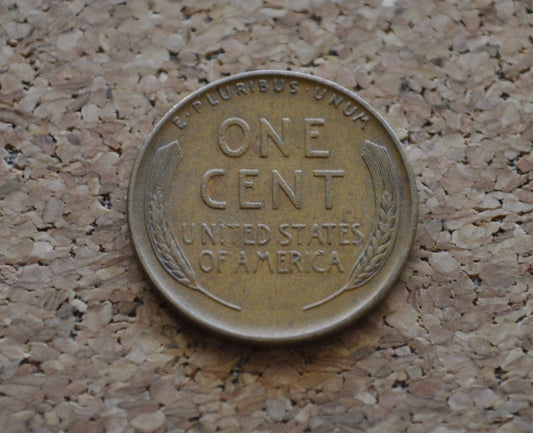 E·PLURIBUS·UNUM
ONE
CENT
UNITED STATES
OF AMERICA